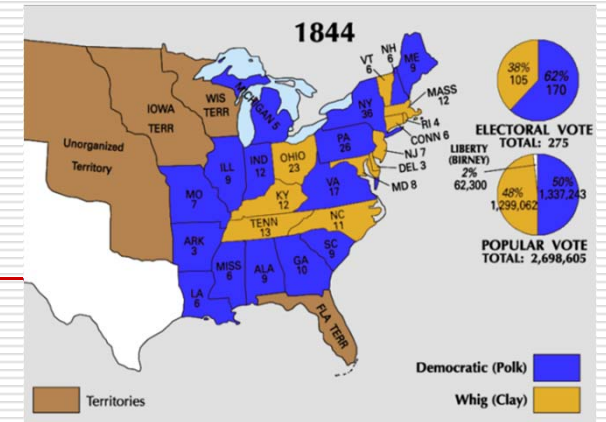 1844
NH
6
VT
6
ME
9
MASS
12
RI 4
CONN 6
NY
36
NJ 7
DEL 3
MD 8
PA
26
MICHIGAN 5
WIS
TERR
IOWA
TERR
Unorganized
Territory
ILL
9
IND
12
OHIO
23
VA
17
MO
7
KY
12
NC
11
TENN
13
ARK
3
SC
9
MISS
6
ALA
9
GA
10
LA
6
FLA TERR
38%
105
62%
170
ELECTORAL VOTE
TOTAL: 275
LIBERTY
(BIRNEY)
2%
62,300
48%
1,299,062
50%
1,337,243
POPULAR VOTE
TOTAL: 2,698,605
Democratic (Polk)
Whig (Clay)
Territories